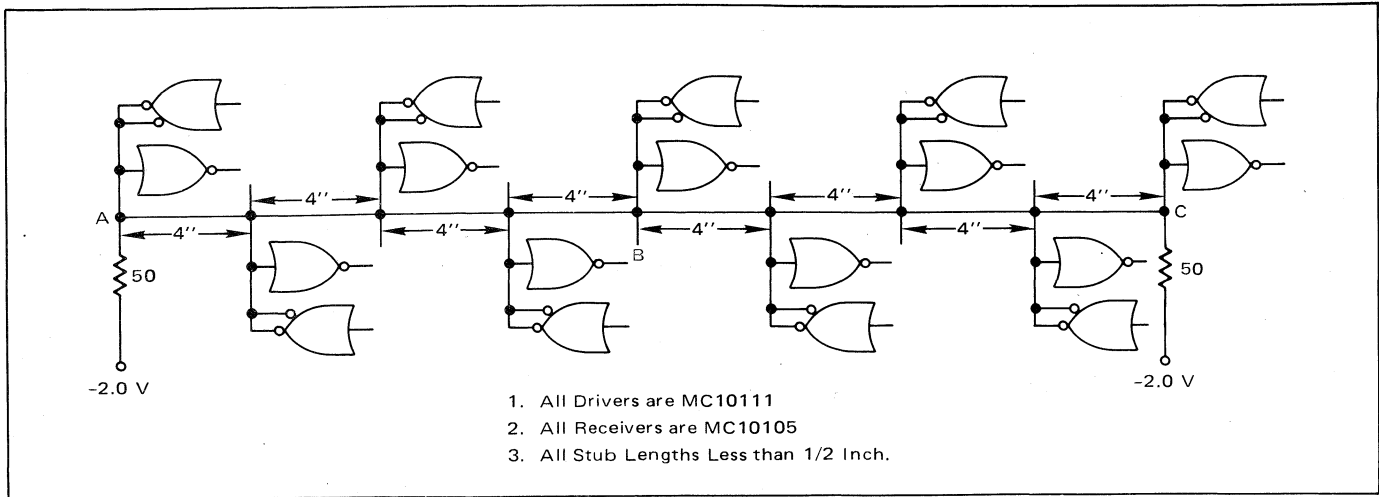 4′′ 4′′ 4′′ 4′′
A C
4′′ 4′′ 4′′ 4′′
B
50 50
–2.0 V –2.0 V
1. All Drivers are MC10111
2. All Receivers are MC10105
3. All Stub Lengths Less than 1/2 Inch.